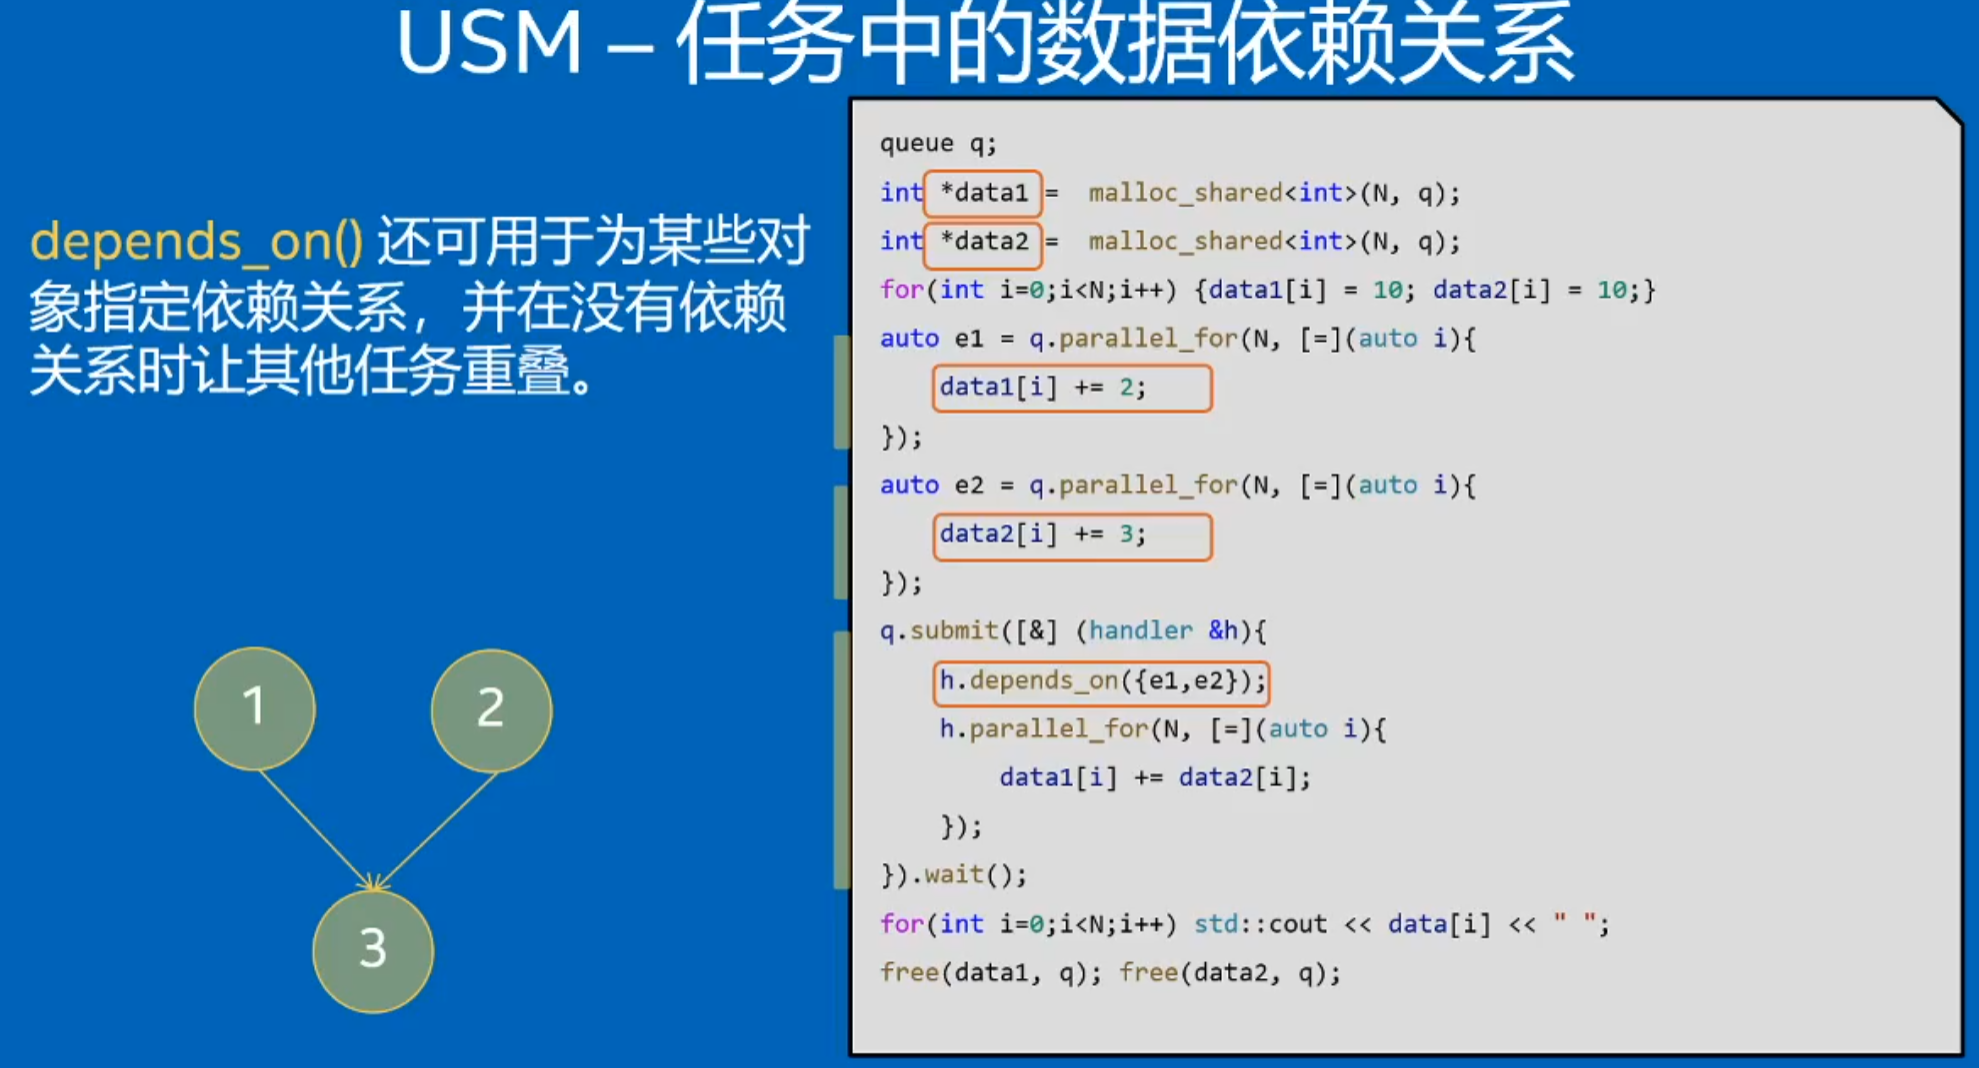 USM – 任务中的数据依赖关系
depends_on() 还可用于为某些对
象指定依赖关系，并在没有依赖
关系时让其他任务重叠。
1
2
3
queue q;
int *data1 = malloc_shared<int>(N, q);
int *data2 = malloc_shared<int>(N, q);
for(int i=0;i<N;i++) {data1[i] = 10; data2[i] = 10;}
auto e1 = q.parallel_for(N, [=](auto i){
data1[i] += 2;
});
auto e2 = q.parallel_for(N, [=](auto i){
data2[i] += 3;
});
q.submit([&] (handler &h){
h.depends_on({e1,e2});
h.parallel_for(N, [=](auto i){
data1[i] += data2[i];
});
}).wait();
for(int i=0;i<N;i++) std::cout << data[i] << " ";
free(data1, q); free(data2, q);